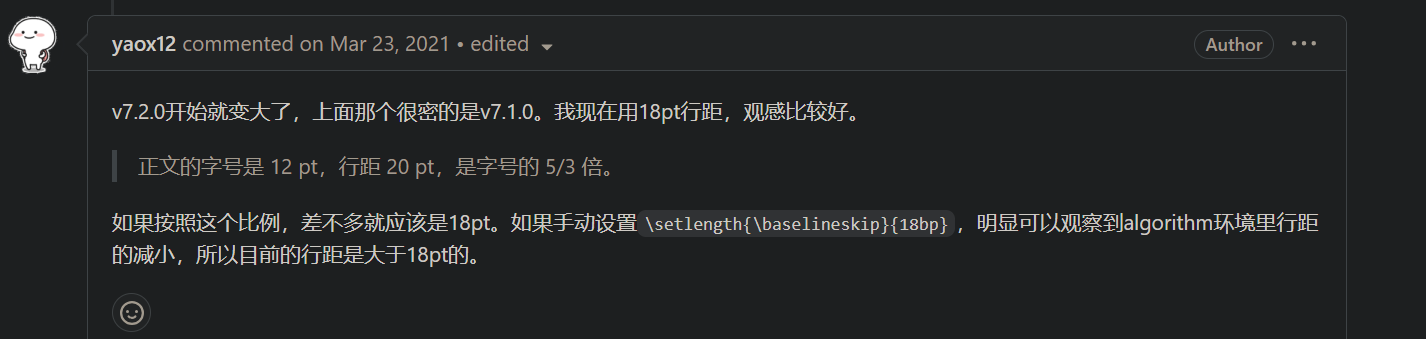 yaox12 commented on Mar 23, 2021 • edited
Author
v7.2.0开始就变大了，上面那个很密的是v7.1.0。我现在用18pt行距，观感比较好。
正文的字号是 12 pt，行距 20 pt，是字号的 5/3 倍。
如果按照这个比例，差不多就应该是18pt。如果手动设置\setlength{\baselineskip}{18bp}，明显可以观察到algorithm环境里行距
的减小，所以目前的行距是大于18pt的。